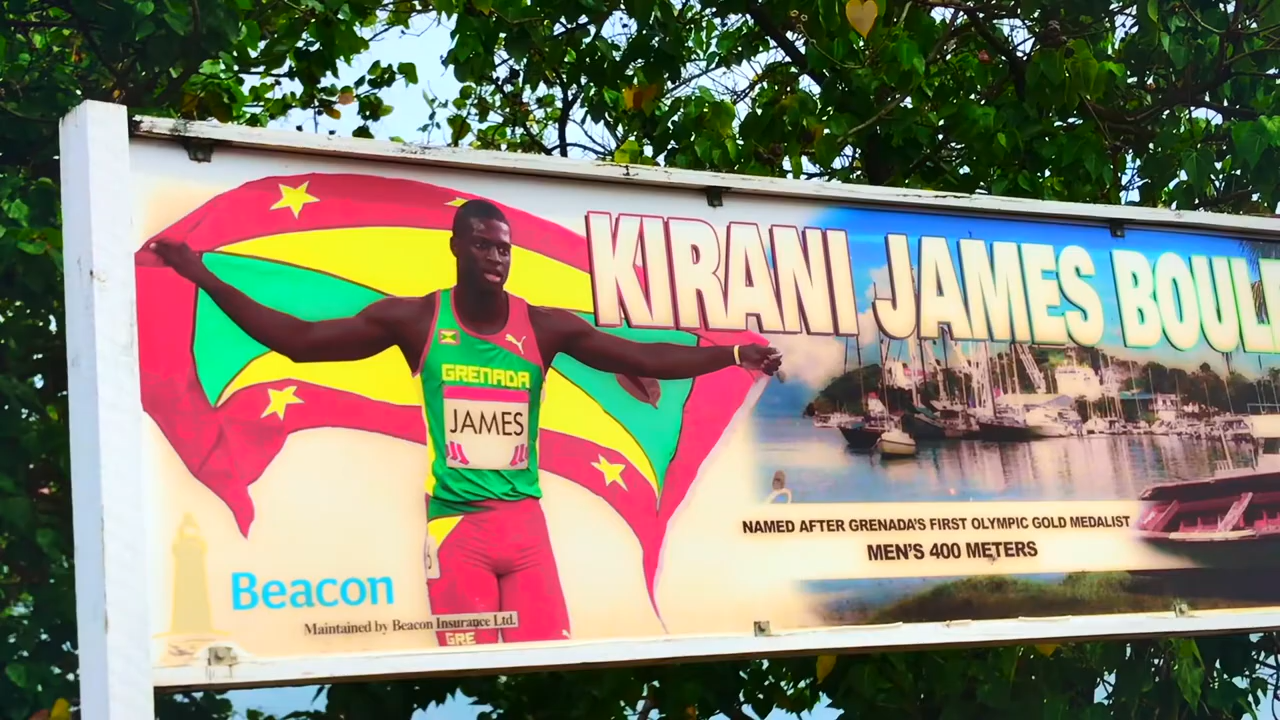 KIRANI JAMES BOULE
GRENADA
JAMES
NAMED AFTER GRENADA'S FIRST OLYMPIC GOLD MEDALIST
MEN'S 400 METERS
Beacon
Maintained by Beacon Insurance Ltd.
GRE